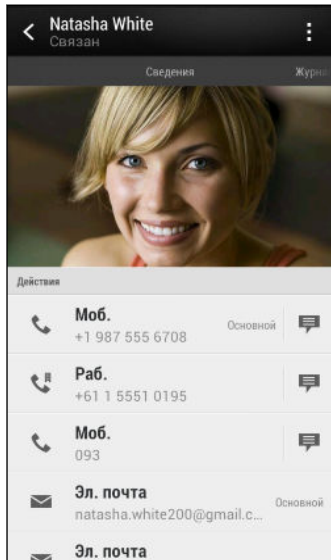 Natasha White
Связан
Сведения
Журна
Действия
Моб.
+1 987 555 6708
Основной
Раб.
+61 1 5551 0195
Моб.
093
Эл. почта
natasha.white200@gmail.c...
Основной
Эл. почта